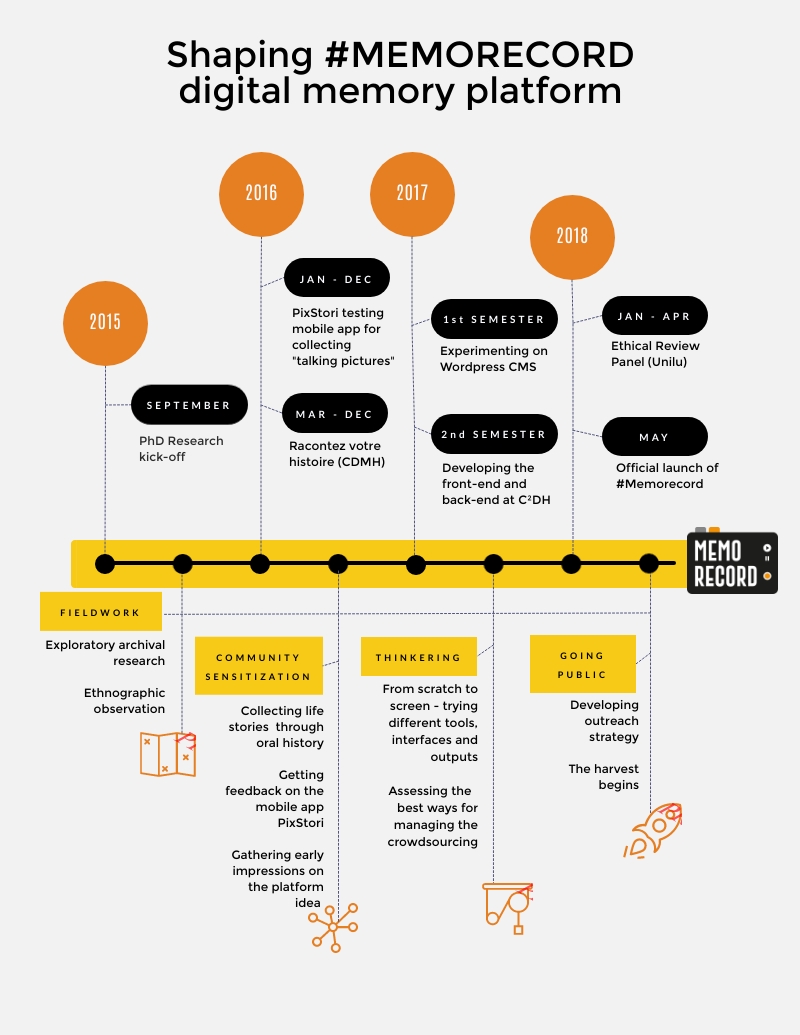 Shaping #MEMORECORD
digital memory platform
2016
2017
2018
2015
JAN - DEC
PixStori testing
mobile app for
collecting
"talking pictures"
MAR - DEC
Racontez votre
histoire (CDMH)
1st SEMESTER
Experimenting on
Wordpress CMS
2nd SEMESTER
Developing the
front-end and
back-end at C²DH
JAN - APR
Ethical Review
Panel (Unilu)
MAY
Official launch of
#Memorecord
SEPTEMBER
PhD Research
kick-off
MEMO
RECORD
FIELDWORK
Exploratory archival
research
Ethnographic
observation
COMMUNITY
SENSITIZATION
Collecting life
stories through
oral history
Getting
feedback on the
mobile app
PixStori
Gathering early
impressions on
the platform
idea
THINKERING
From scratch to
screen - trying
different tools,
interfaces and
outputs
Assessing the
best ways for
managing the
crowdsourcing
GOING
PUBLIC
Developing
outreach
strategy
The harvest
begins